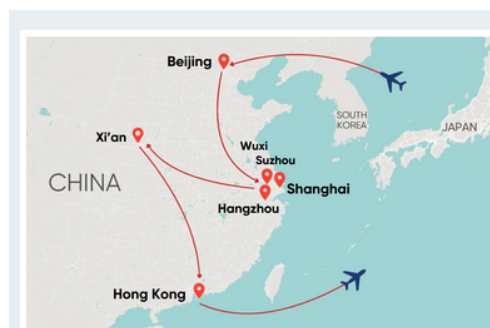 Beijing
SOUTH
KOREA
JAPAN
Xi'an
Wuxi
Suzhou
CHINA
Shanghai
Hangzhou
Hong Kong